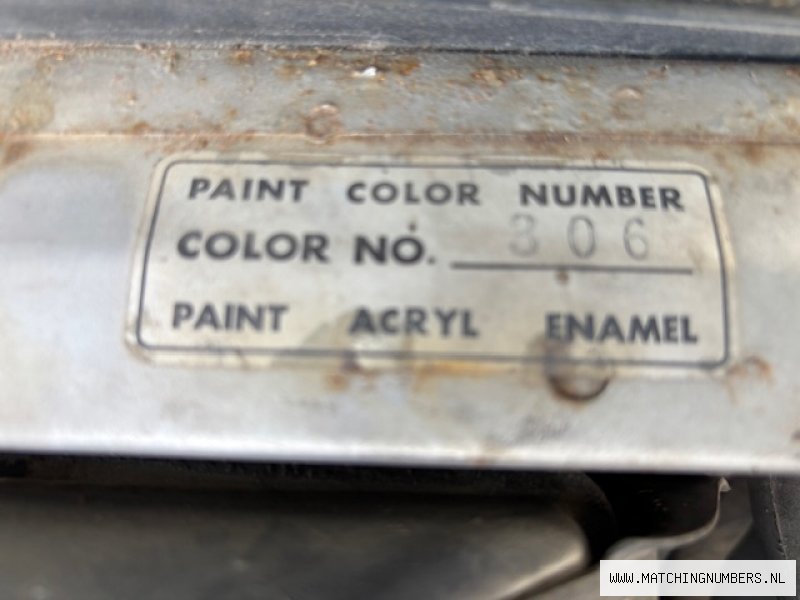 PAINT COLOR NUMBER
COLOR NO. 306
PAINT ACRYL ENAMEL
WWW.MATCHINGNUMBERS.NL